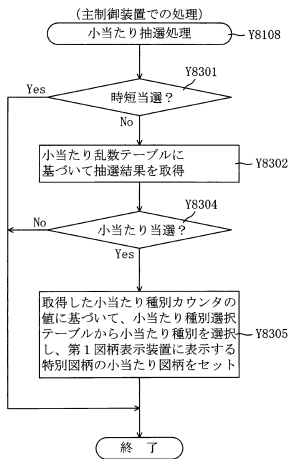 (主制御装置での処理)
小当たり抽選処理
Y8108
Y8301
Yes
時短当選？
No
小当たり乱数テーブルに
基づいて抽選結果を取得
Y8302
Y8304
No
小当たり当選？
Yes
取得した小当たり種別カウンタの
値に基づいて、小当たり種別選択
テーブルから小当たり種別を選択
し、第１図柄表示装置に表示する
特別図柄の小当たり図柄をセット
Y8305
終　了